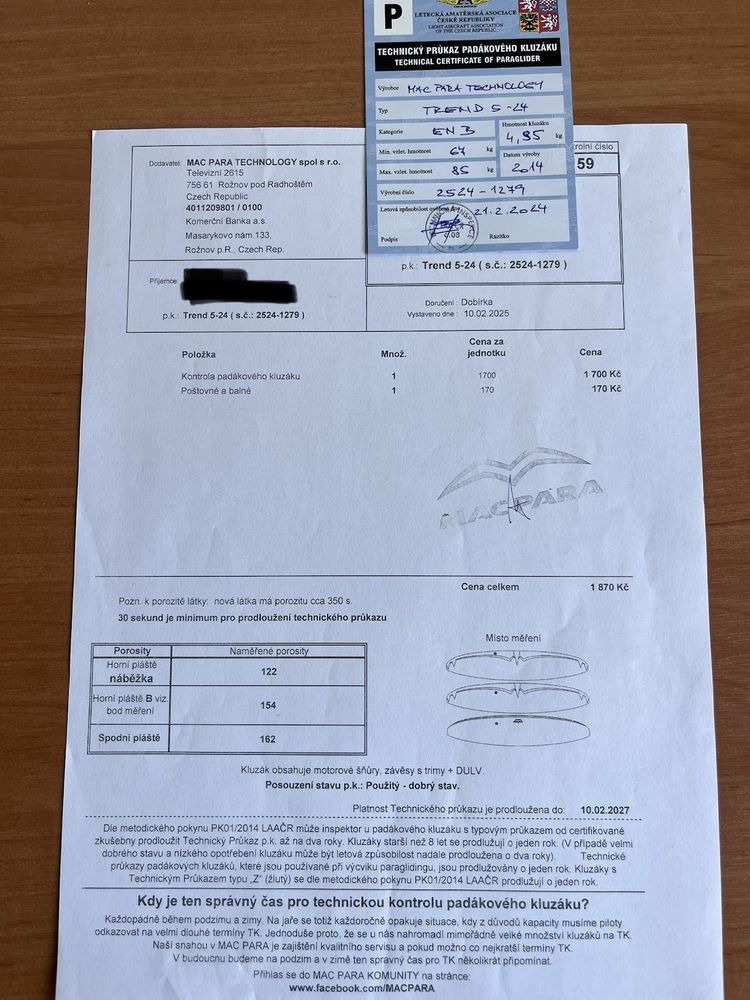 P
LETECKÁ AMATÉRSKÁ ASOCIACE
ČESKÉ REPUBLIKY
LIGHT AIRCRAFT ASSOCIATION
OF THE CZECH REPUBLIC
TECHNICKÝ PRŮKAZ PADÁKOVÉHO KLUZÁKU
TECHNICAL CERTIFICATE OF PARAGLIDER
Výrobce MAC PARA TECHNOLOGY
Typ TREND 5-24
Kategorie EN B
Hmotnost kluzáku 4,95 kg
Min. vzlet. hmotnost 67 kg
Datum výroby 2014
Max. vzlet. hmotnost 85 kg
Výrobní číslo 2524-1279
Letová způsobilost ověřena 21.2.2024
Podpis Razítko
Dodavatel: MAC PARA TECHNOLOGY spol s r.o.
Televizní 2615
756 61 Rožnov pod Radhoštěm
Czech Republic
4011209801 / 0100
Komerční Banka a.s.
Masarykovo nám.133,
Rožnov p.R., Czech Rep.
trolní číslo
59
p.k.: Trend 5-24 ( s.č.: 2524-1279 )
Příjemce:
p.k.: Trend 5-24 ( s.č.: 2524-1279 )
Doručení : Dobírka
Vystaveno dne : 10.02.2025
Položka Množ. Cena za jednotku Cena
Kontrola padákového kluzáku 1 1700 1 700 Kč
Poštovné a balné 1 170 170 Kč
MAC PARA
Cena celkem 1 870 Kč
Pozn. k porozitě látky: nová látka má porozitu cca 350 s.
30 sekund je minimum pro prodloužení technického průkazu
Místo měření
Porosity Naměřené porosity
Horní pláště náběžka 122
Horní pláště B viz. bod měření 154
Spodní pláště 162
Kluzák obsahuje motorové šňůry, závěsy s trimy + DULV.
Posouzení stavu p.k.: Použitý - dobrý stav.
Platnost Technického průkazu je prodloužena do: 10.02.2027
Dle metodického pokynu PK01/2014 LAAČR může inspektor u padákového kluzáku s typovým průkazem od certifikované
zkušebny prodloužit Technický Průkaz p.k. až na dva roky. Kluzáky starší než 8 let se prodlužují o jeden rok. (V případě velmi
dobrého stavu a nízkého opotřebení kluzáku může být letová způsobilost nadále prodloužena o dva roky). Technické
průkazy padákových kluzáků, které jsou používané při výcviku paraglidingu, jsou prodlužovány o jeden rok. Kluzáky s
Technickým Průkazem typu „Z“ (žlutý) se dle metodického pokynu PK01/2014 LAAČR prodlužují o jeden rok.
Kdy je ten správný čas pro technickou kontrolu padákového kluzáku?
Každopádně během podzimu a zimy. Na jaře se totiž každoročně opakuje situace, kdy z důvodů kapacity musíme piloty
odkazovat na velmi dlouhé termíny TK. Jednoduše proto, že se u nás nahromadí mimořádně velké množství kluzáků na TK.
Naší snahou v MAC PARA je zajištění kvalitního servisu a pokud možno co nejkratší termíny TK.
V budoucnu budeme na podzim a v zimě ten správný čas pro TK několikrát připomínat.
Přihlas se do MAC PARA KOMUNITY na stránce:
www.facebook.com/MACPARA